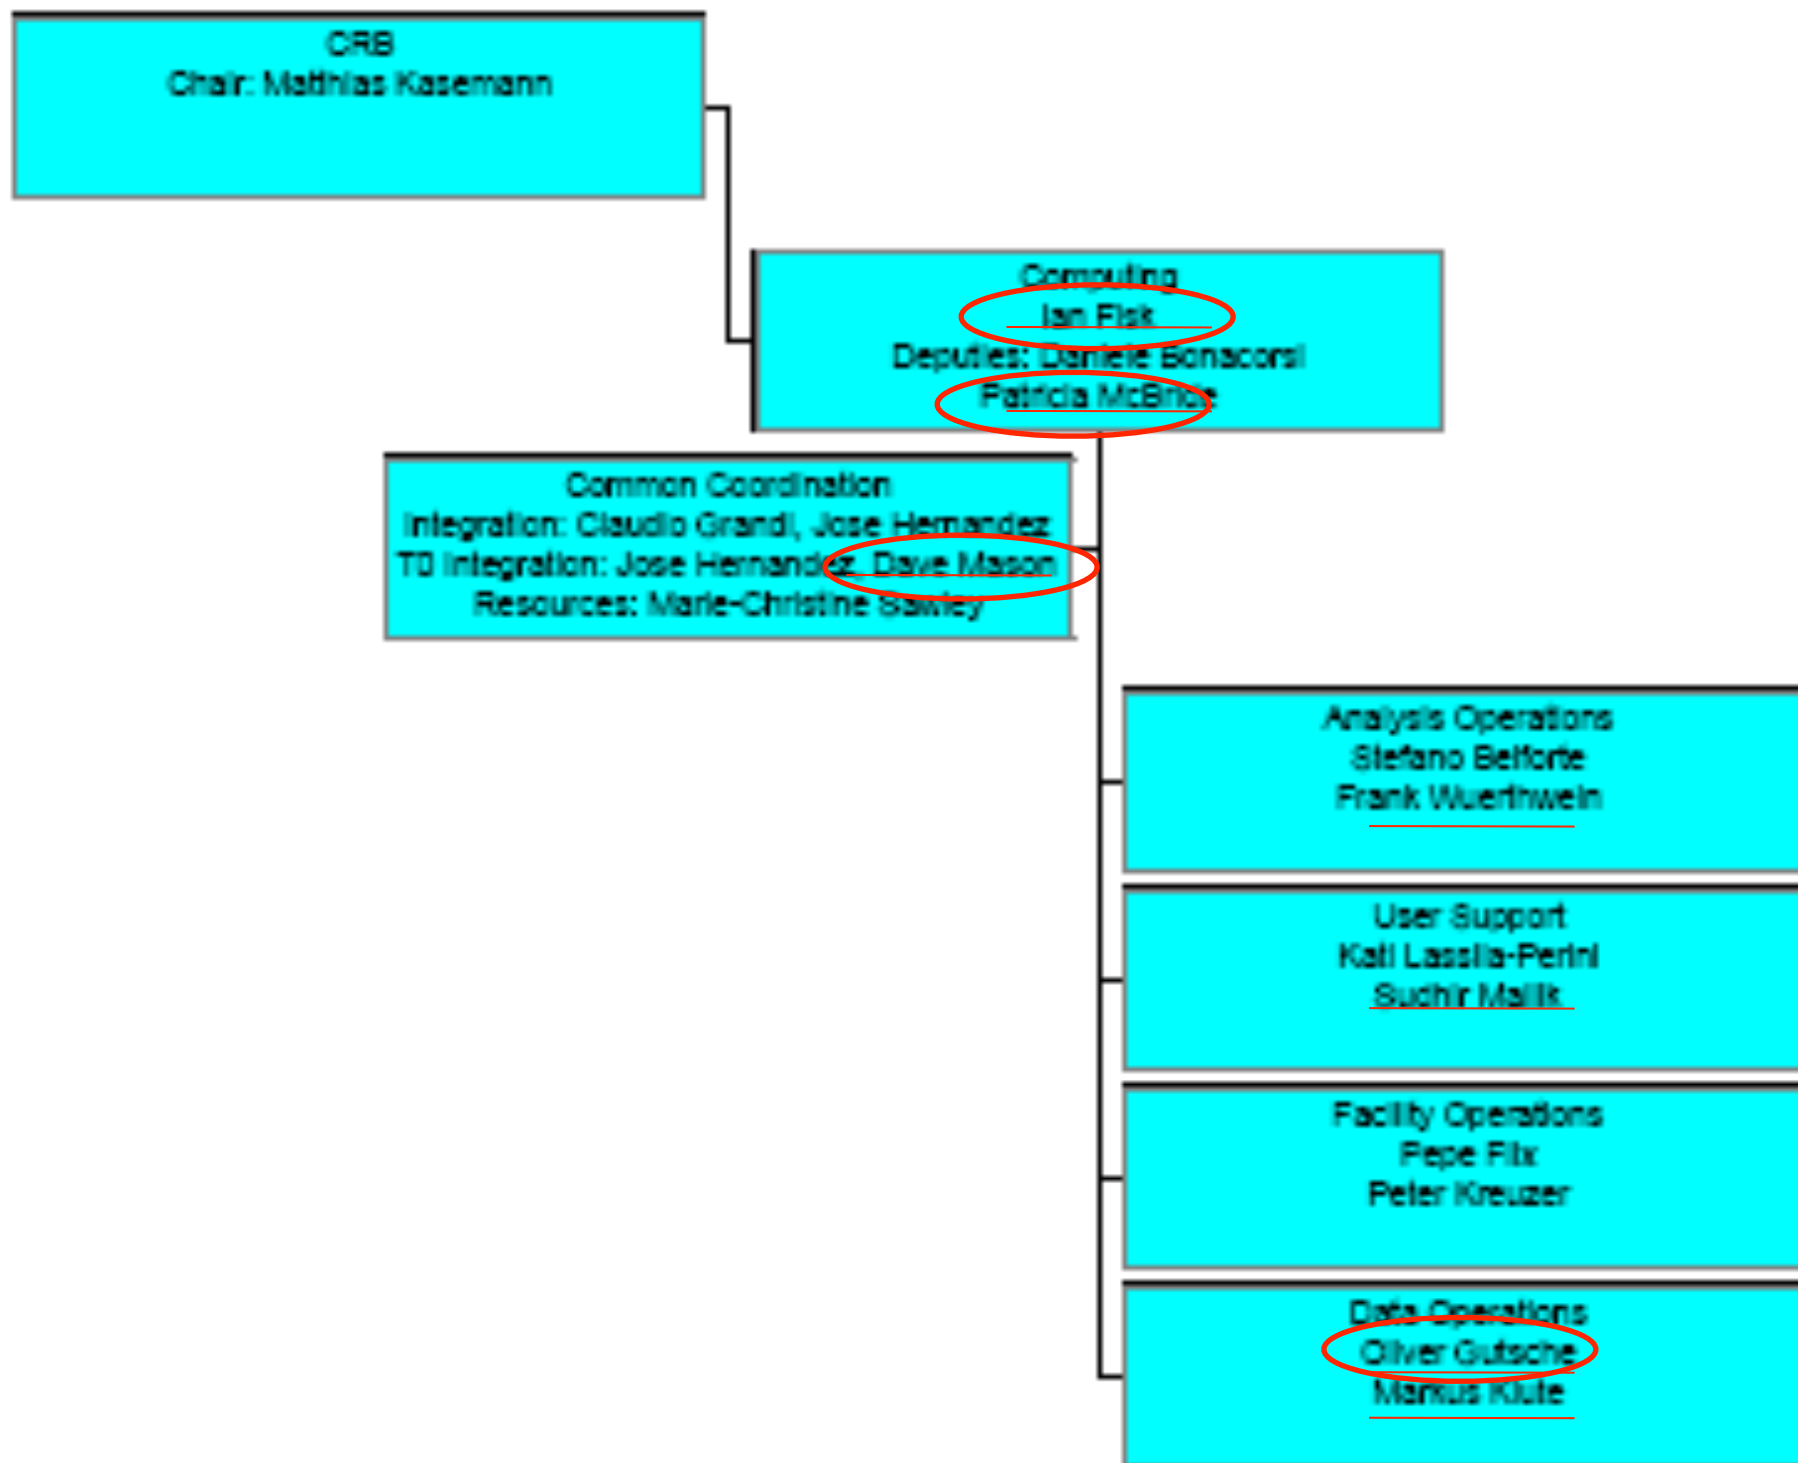 CRB
Chair: Matthias Kasemann
Computing
Ian Fisk
Deputies: Daniele Bonacorsi
Patricia McBride
Common Coordination
Integration: Claudio Grandi, Jose Hernandez
T0 Integration: Jose Hernandez, Dave Mason
Resources: Marie-Christine Sawley
Analysis Operations
Stefano Belforte
Frank Wuerthwein
User Support
Kati Lassila-Perini
Sudhir Malik
Facility Operations
Pepe Flix
Peter Kreuzer
Data Operations
Oliver Gutsche
Markus Klute